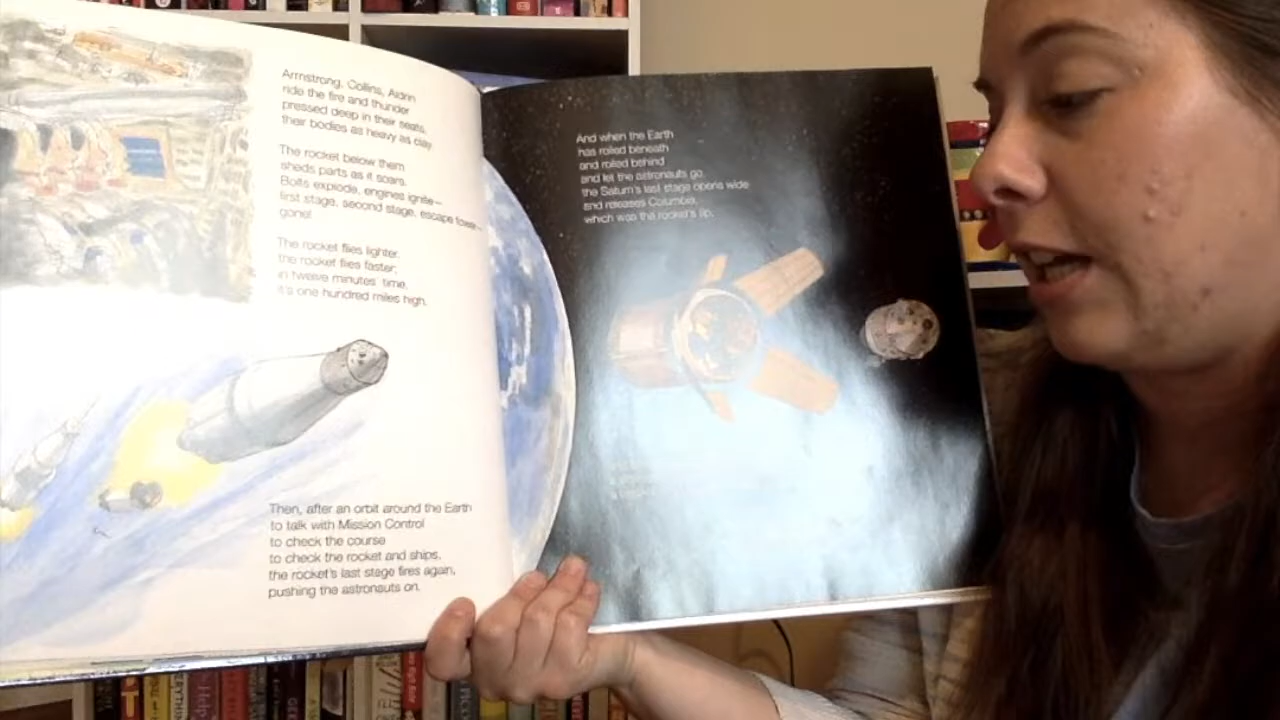 Armstrong, Collins, Aldrin
ride the fire and thunder
pressed deep in their seats,
their bodies as heavy as clay.
The rocket below them
sheds parts as it soars.
Bolts explode, engines ignite—
first stage, second stage, escape tower—
gone!
The rocket flies lighter,
the rocket flies faster;
in twelve minutes' time,
it's one hundred miles high.
Then, after an orbit around the Earth
to talk with Mission Control
to check the course
to check the rocket and ships,
the rocket's last stage fires again,
pushing the astronauts on.
And when the Earth
has rolled beneath
and rolled behind
and let the astronauts go,
the Saturn's last stage opens wide
and releases Columbia,
which was the rocket's tip.